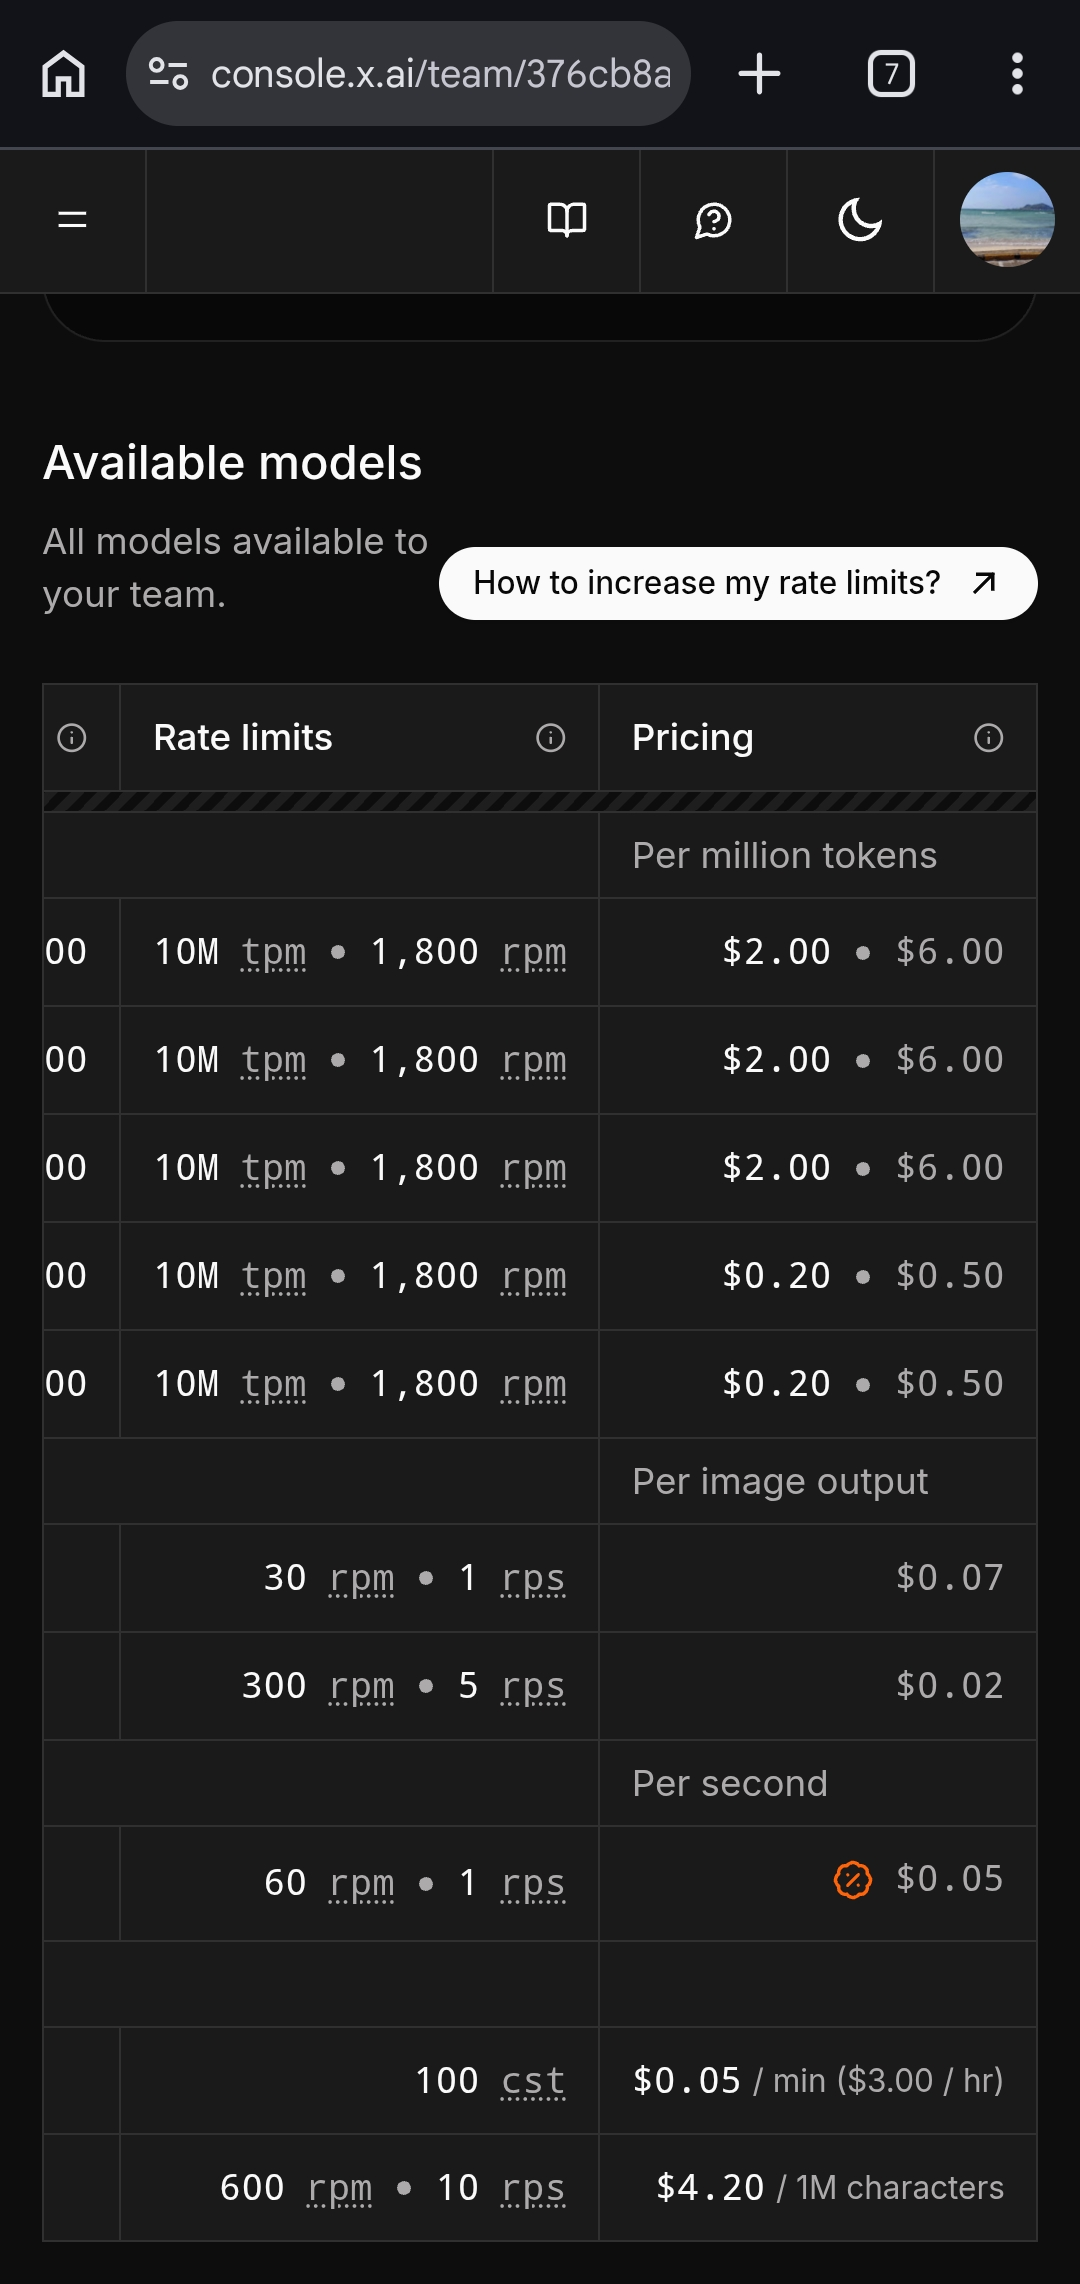 console.x.ai/team/376cb8a
7
Available models
All models available to
your team.
How to increase my rate limits?
Rate limits
Pricing
Per million tokens
00 10M tpm • 1,800 rpm $2.00 • $6.00
00 10M tpm • 1,800 rpm $2.00 • $6.00
00 10M tpm • 1,800 rpm $2.00 • $6.00
00 10M tpm • 1,800 rpm $0.20 • $0.50
00 10M tpm • 1,800 rpm $0.20 • $0.50
Per image output
30 rpm • 1 rps $0.07
300 rpm • 5 rps $0.02
Per second
60 rpm • 1 rps $0.05
100 cst $0.05 / min ($3.00 / hr)
600 rpm • 10 rps $4.20 / 1M characters